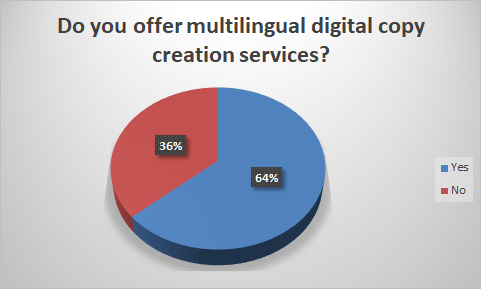 Do you offer multilingual digital copy
creation services?
36%
64%
Yes
No